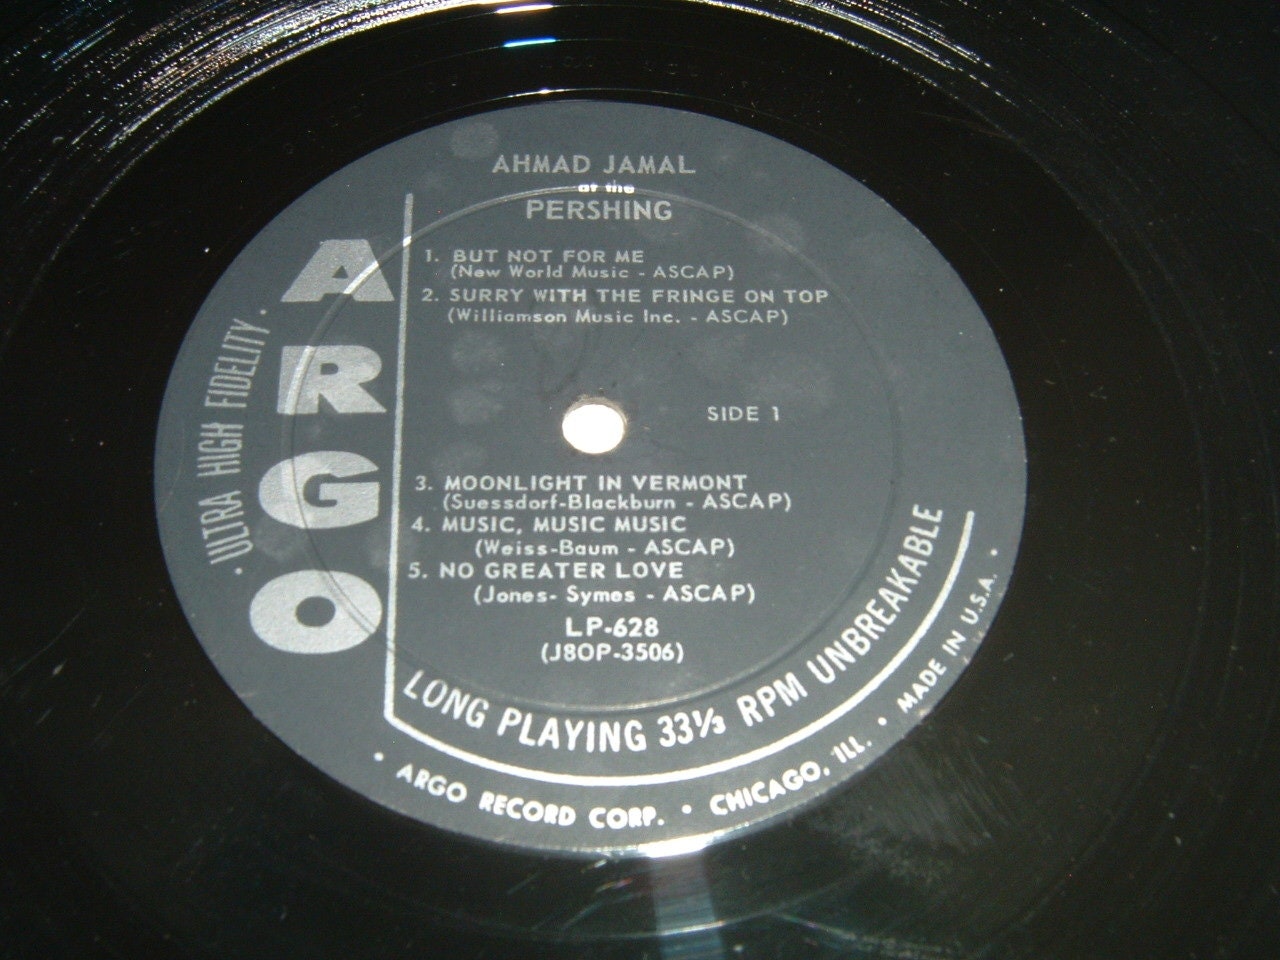 AHMAD JAMAL
at the
PERSHING
1. BUT NOT FOR ME
(New World Music - ASCAP)
2. SURRY WITH THE FRINGE ON TOP
(Williamson Music Inc. - ASCAP)
ARGO
· ULTRA HIGH FIDELITY ·
SIDE 1
3. MOONLIGHT IN VERMONT
(Suessdorf-Blackburn - ASCAP)
4. MUSIC, MUSIC MUSIC
(Weiss-Baum - ASCAP)
5. NO GREATER LOVE
(Jones- Symes - ASCAP)
LP-628
(J8OP-3506)
LONG PLAYING 33⅓ RPM UNBREAKABLE
· ARGO RECORD CORP. · CHICAGO, ILL. · MADE IN U.S.A. ·